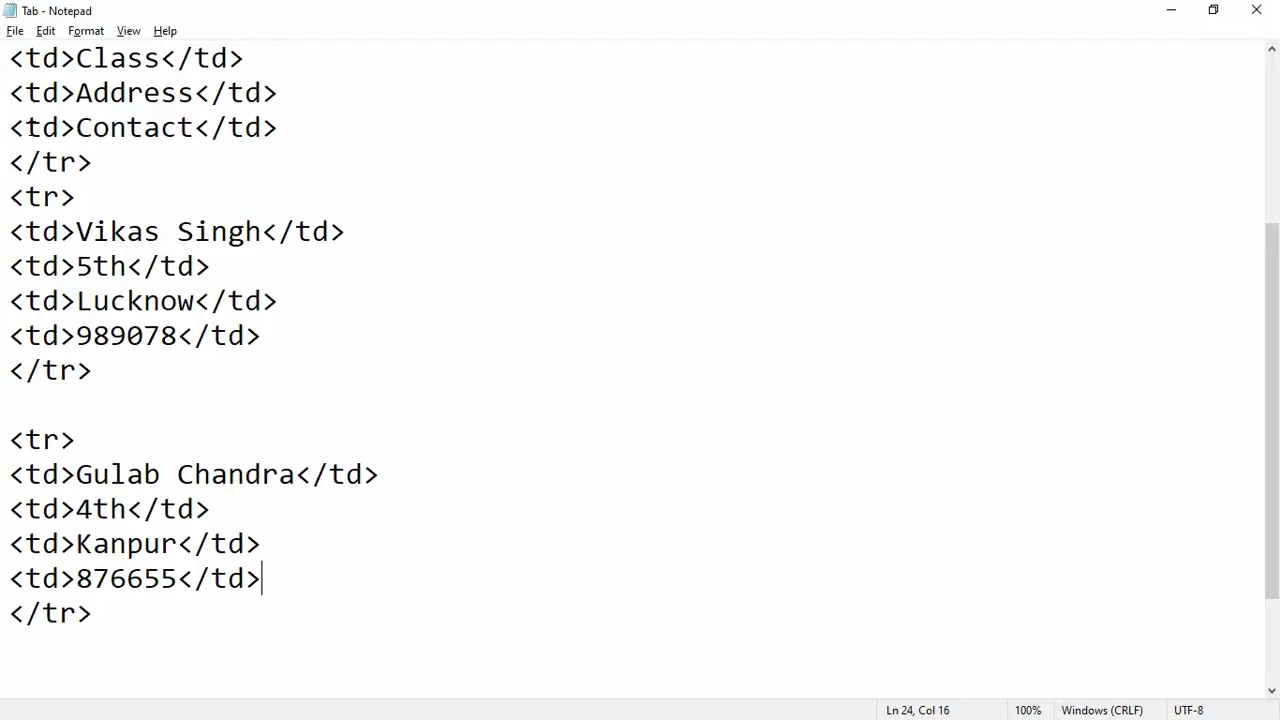 Tab - Notepad
File Edit Format View Help
<td>Class</td>
<td>Address</td>
<td>Contact</td>
</tr>
<tr>
<td>Vikas Singh</td>
<td>5th</td>
<td>Lucknow</td>
<td>989078</td>
</tr>
<tr>
<td>Gulab Chandra</td>
<td>4th</td>
<td>Kanpur</td>
<td>876655</td>
</tr>
Ln 24, Col 16 100% Windows (CRLF) UTF-8